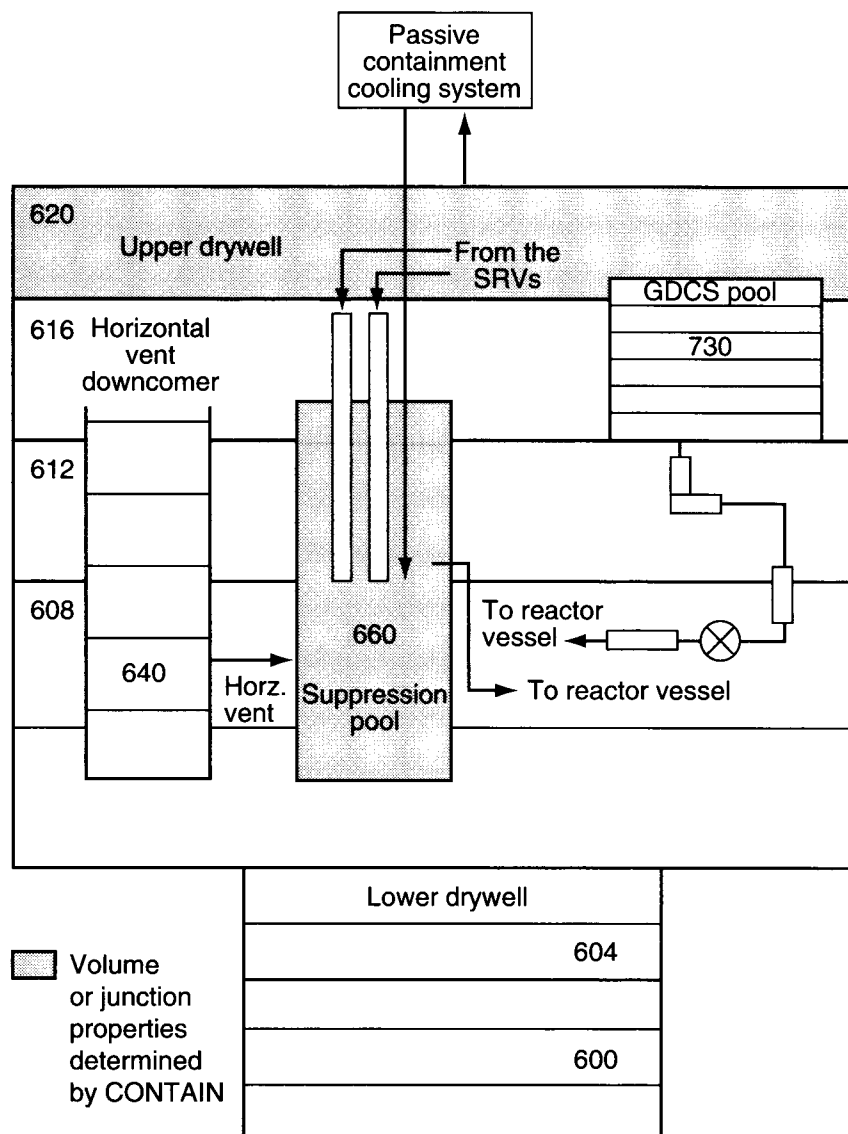 Passive
containment
cooling system
620
Upper drywell
From the
SRVs
GDCS pool
730
616
Horizontal
vent
downcomer
612
608
640
Horz.
vent
660
Suppression
pool
To reactor
vessel
To reactor vessel
Lower drywell
604
600
Volume
or junction
properties
determined
by CONTAIN